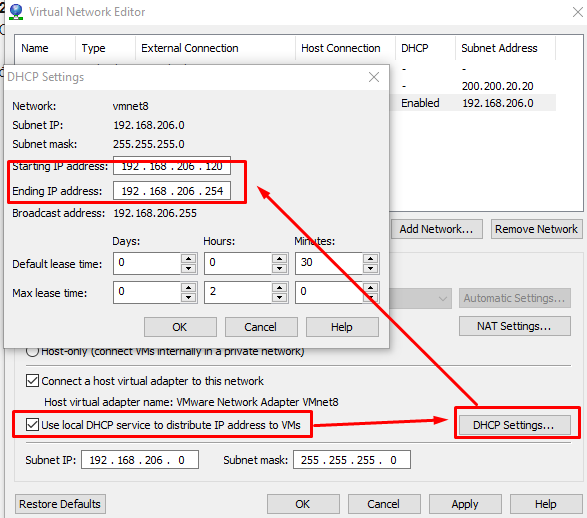 Virtual Network Editor
Name Type External Connection Host Connection DHCP Subnet Address
- -
- 200.200.20.20
Enabled 192.168.206.0
DHCP Settings
Network: vmnet8
Subnet IP: 192.168.206.0
Subnet mask: 255.255.255.0
Starting IP address: 192 . 168 . 206 . 120
Ending IP address: 192 . 168 . 206 . 254
Broadcast address: 192.168.206.255
Days: Hours: Minutes:
Default lease time: 0 0 30
Max lease time: 0 2 0
OK Cancel Help
Add Network... Remove Network
Automatic Settings...
NAT Settings...
Host-only (connect VMs internally in a private network)
Connect a host virtual adapter to this network
Host virtual adapter name: VMware Network Adapter VMnet8
Use local DHCP service to distribute IP address to VMs
DHCP Settings...
Subnet IP: 192 . 168 . 206 . 0 Subnet mask: 255 . 255 . 255 . 0
Restore Defaults OK Cancel Apply Help